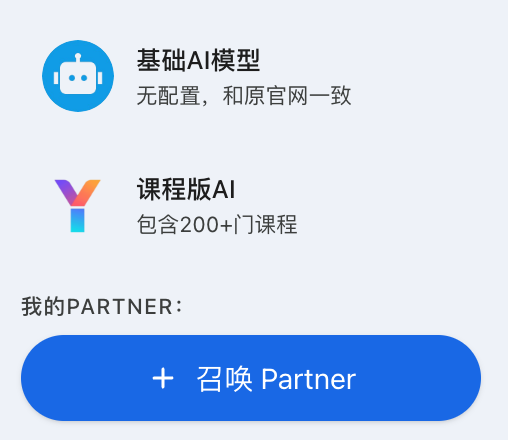 基础AI模型
无配置，和原官网一致
课程版AI
包含200+门课程
我的PARTNER：
+ 召唤 Partner